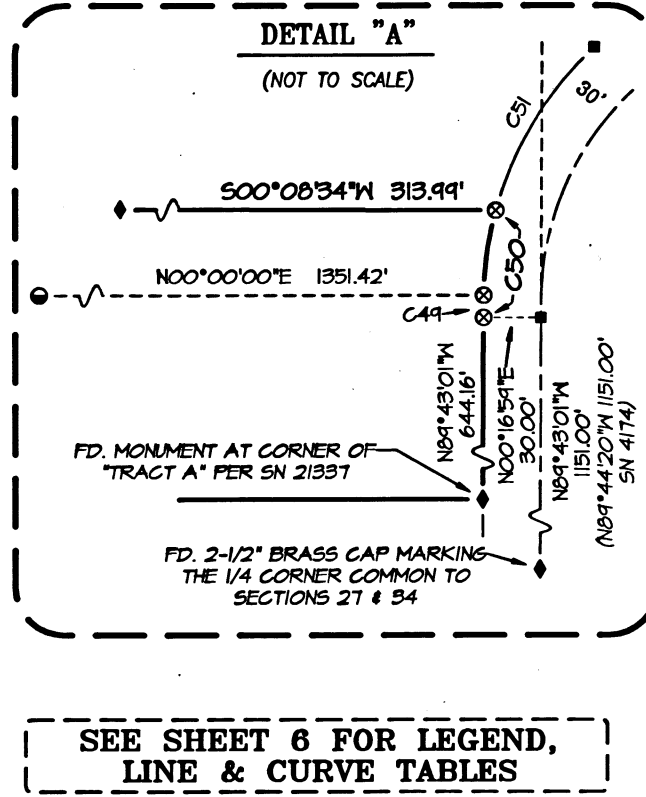 DETAIL "A"
(NOT TO SCALE)
C51
30'
S00°08'34"W 313.99'
N00°00'00"E 1351.42'
C50
C49
N89°43'01"W
644.16'
N00°16'59"E
30.00'
N89°43'01"W
1151.00'
(N89°44'20"W 1151.00'
SN 4174)
FD. MONUMENT AT CORNER OF
"TRACT A" PER SN 21337
FD. 2-1/2" BRASS CAP MARKING
THE 1/4 CORNER COMMON TO
SECTIONS 27 & 34
SEE SHEET 6 FOR LEGEND,
LINE & CURVE TABLES